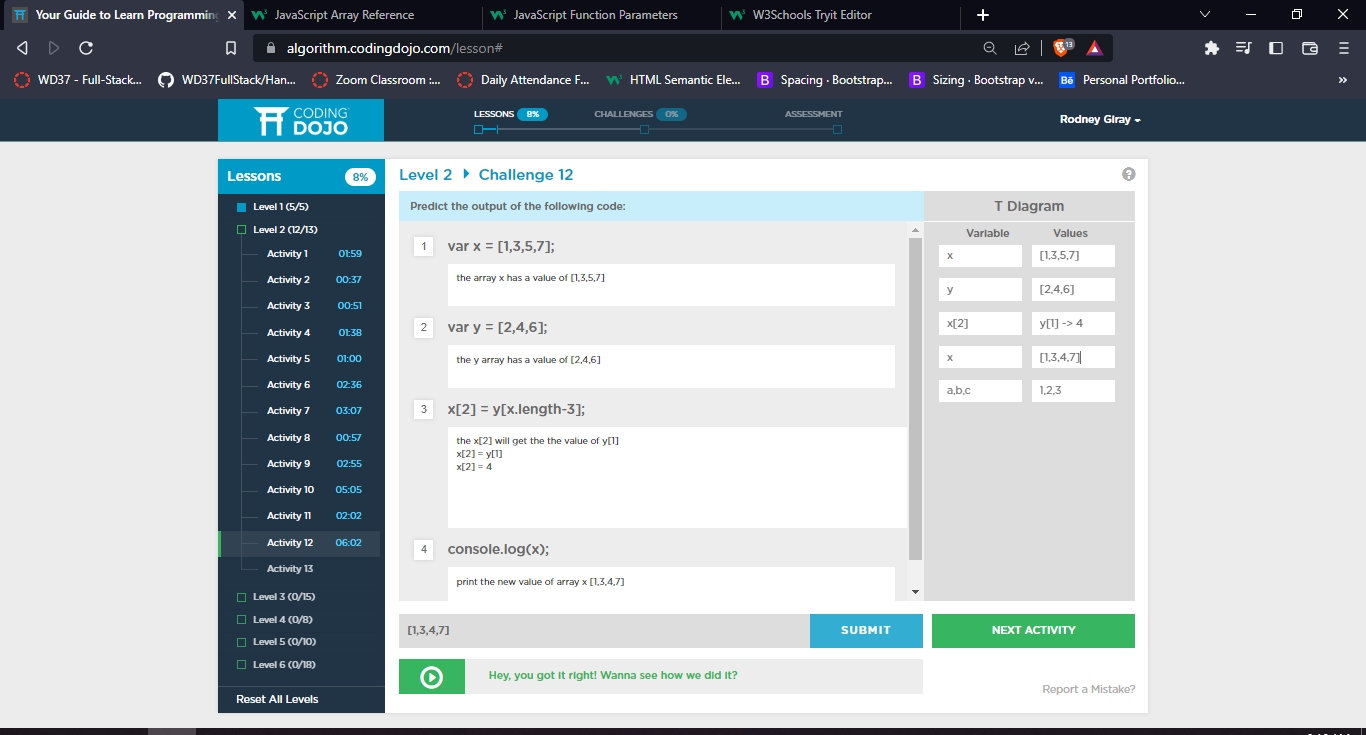 Your Guide to Learn Programming
JavaScript Array Reference
JavaScript Function Parameters
W3Schools Tryit Editor
algorithm.codingdojo.com/lesson#
13
WD37 - Full-Stack...
WD37FullStack/Han...
Zoom Classroom :...
Daily Attendance F...
HTML Semantic Ele...
B Spacing · Bootstrap...
B Sizing · Bootstrap v...
Bē Personal Portfolio...
CODING
DOJO
LESSONS 8%
CHALLENGES 0%
ASSESSMENT
Rodney Giray
Lessons 8%
Level 1 (5/5)
Level 2 (12/13)
Activity 1 01:59
Activity 2 00:37
Activity 3 00:51
Activity 4 01:38
Activity 5 01:00
Activity 6 02:36
Activity 7 03:07
Activity 8 00:57
Activity 9 02:55
Activity 10 05:05
Activity 11 02:02
Activity 12 06:02
Activity 13
Level 3 (0/15)
Level 4 (0/8)
Level 5 (0/10)
Level 6 (0/18)
Reset All Levels
Level 2 Challenge 12
?
Predict the output of the following code:
1 var x = [1,3,5,7];
the array x has a value of [1,3,5,7]
2 var y = [2,4,6];
the y array has a value of [2,4,6]
3 x[2] = y[x.length-3];
the x[2] will get the the value of y[1]
x[2] = y[1]
x[2] = 4
4 console.log(x);
print the new value of array x [1,3,4,7]
T Diagram
Variable Values
x [1,3,5,7]
y [2,4,6]
x[2] y[1] -> 4
x [1,3,4,7]
a,b,c 1,2,3
[1,3,4,7]
SUBMIT
NEXT ACTIVITY
Hey, you got it right! Wanna see how we did it?
Report a Mistake?